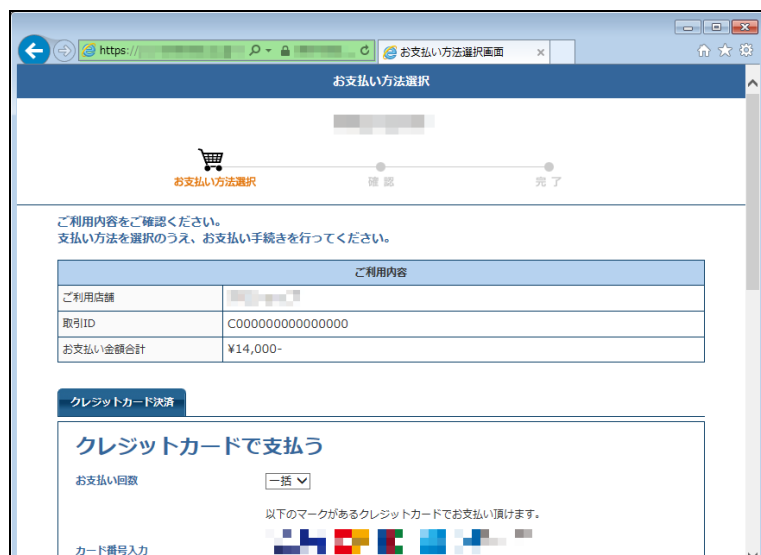 https://
お支払い方法選択画面
お支払い方法選択
お支払い方法選択
確 認
完 了
ご利用内容をご確認ください。
支払い方法を選択のうえ、お支払い手続きを行ってください。
ご利用内容
ご利用店舗
取引ID C000000000000000
お支払い金額合計 ¥14,000-
クレジットカード決済
クレジットカードで支払う
お支払い回数 一括
以下のマークがあるクレジットカードでお支払い頂けます。
カード番号入力